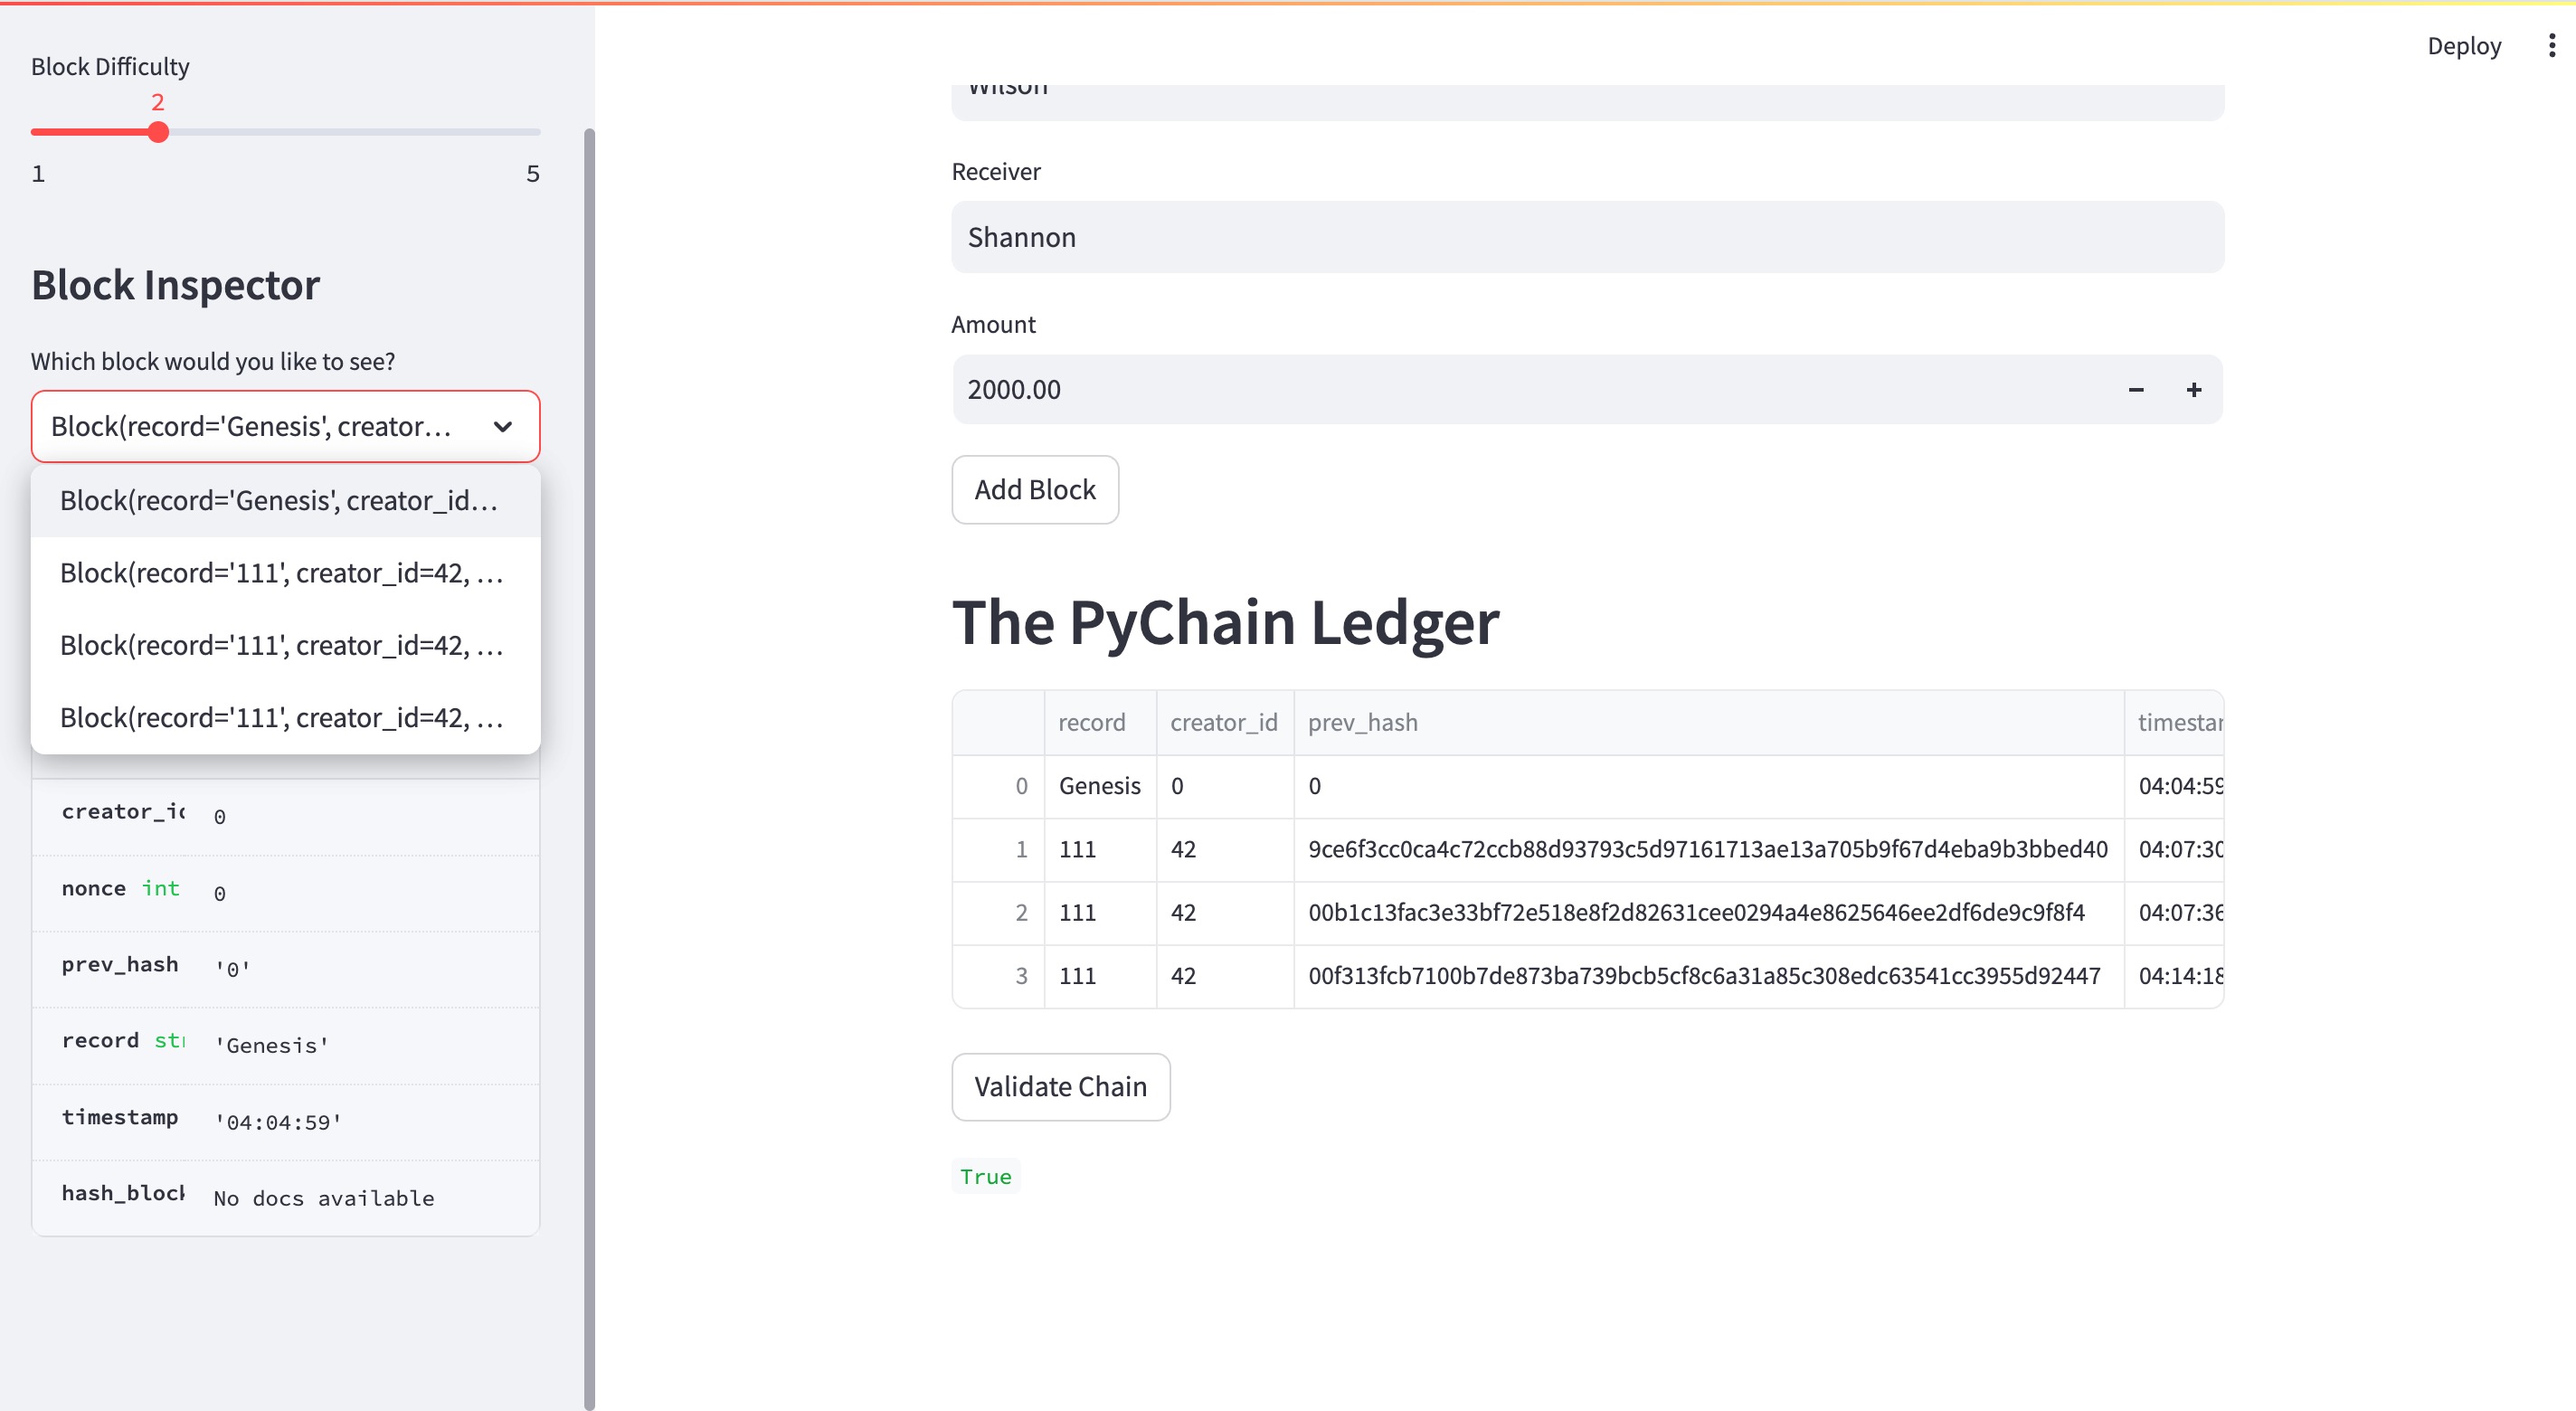 Block Difficulty
2
1 5
Block Inspector
Which block would you like to see?
Block(record='Genesis', creator…
Block(record='Genesis', creator_id…
Block(record='111', creator_id=42, …
Block(record='111', creator_id=42, …
Block(record='111', creator_id=42, …
creator_id 0
nonce int 0
prev_hash '0'
record str 'Genesis'
timestamp '04:04:59'
hash_block No docs available
Deploy
Wilson
Receiver
Shannon
Amount
2000.00 − +
Add Block
The PyChain Ledger
record creator_id prev_hash timestam
0 Genesis 0 0 04:04:59
1 111 42 9ce6f3cc0ca4c72ccb88d93793c5d97161713ae13a705b9f67d4eba9b3bbed40 04:07:30
2 111 42 00b1c13fac3e33bf72e518e8f2d82631cee0294a4e8625646ee2df6de9c9f8f4 04:07:36
3 111 42 00f313fcb7100b7de873ba739bcb5cf8c6a31a85c308edc63541cc3955d92447 04:14:18
Validate Chain
True